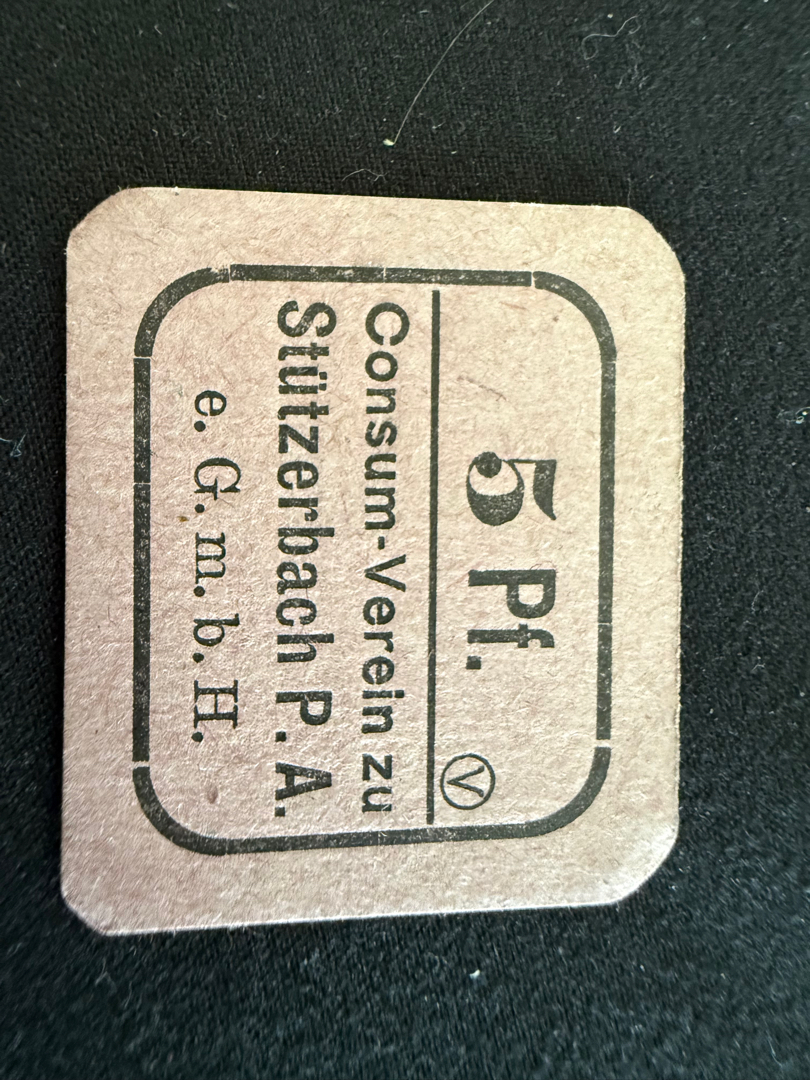 5 Pf.
V
Consum-Verein zu
Stützerbach P. A.
e. G. m. b. H.